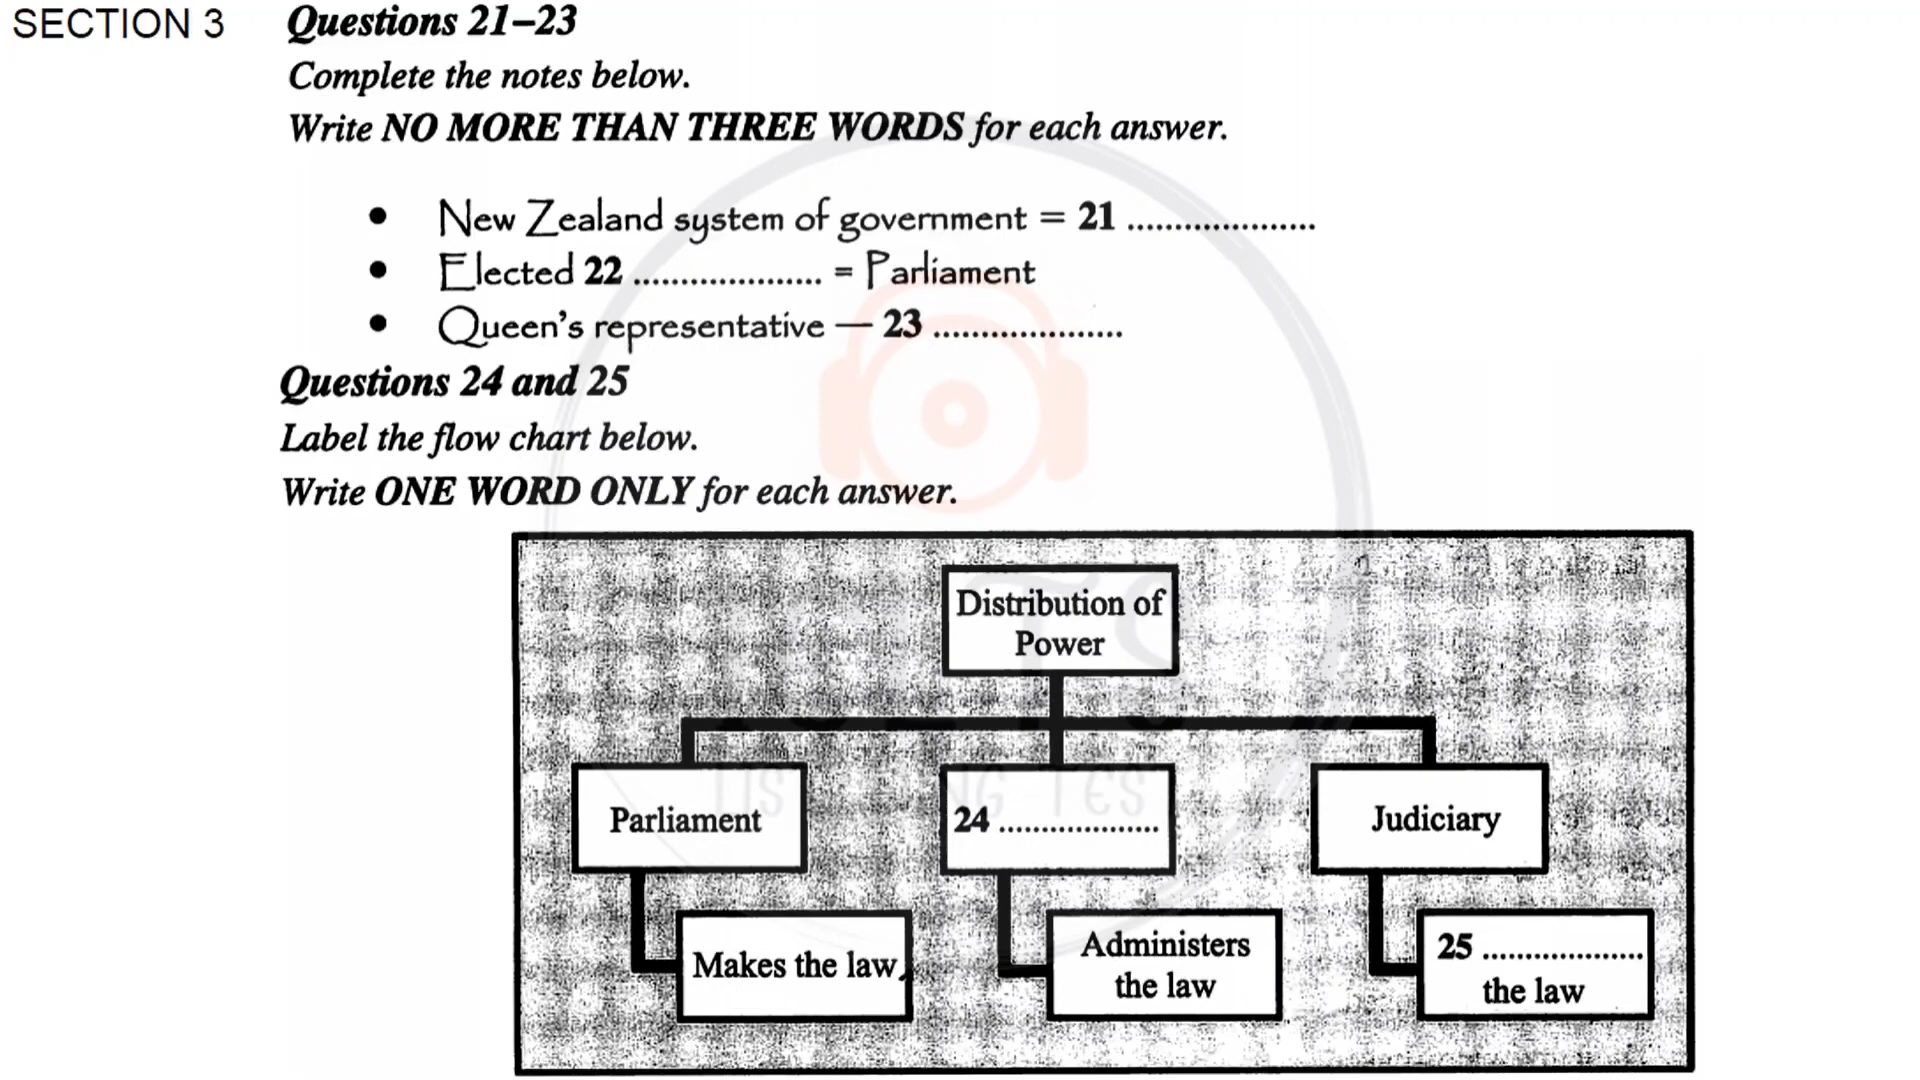 SECTION 3
Questions 21–23
Complete the notes below.
Write NO MORE THAN THREE WORDS for each answer.
• New Zealand system of government = 21 ...................
• Elected 22 ................... = Parliament
• Queen's representative — 23 ...................
Questions 24 and 25
Label the flow chart below.
Write ONE WORD ONLY for each answer.
Distribution of
Power
Parliament
24 ...................
Judiciary
Makes the law
Administers
the law
25 ...................
the law